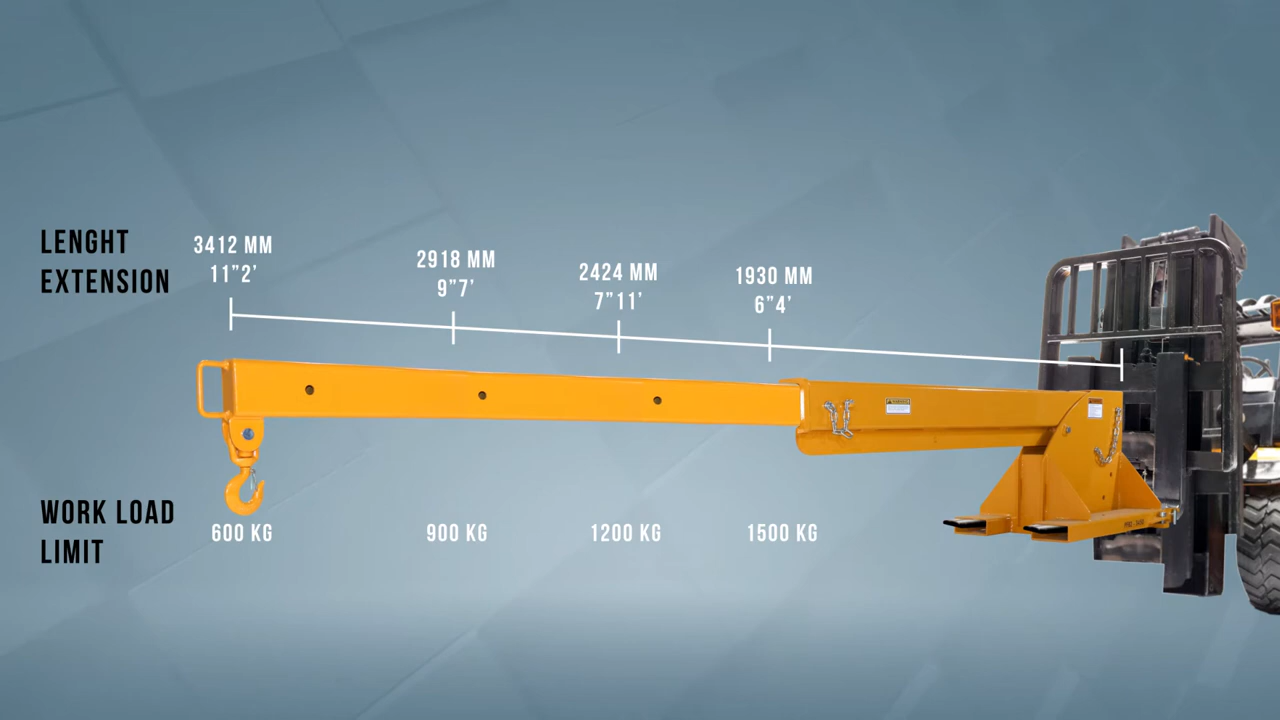 LENGHT
EXTENSION
3412 MM
11”2’
2918 MM
9”7’
2424 MM
7”11’
1930 MM
6”4’
WORK LOAD
LIMIT
600 KG
900 KG
1200 KG
1500 KG